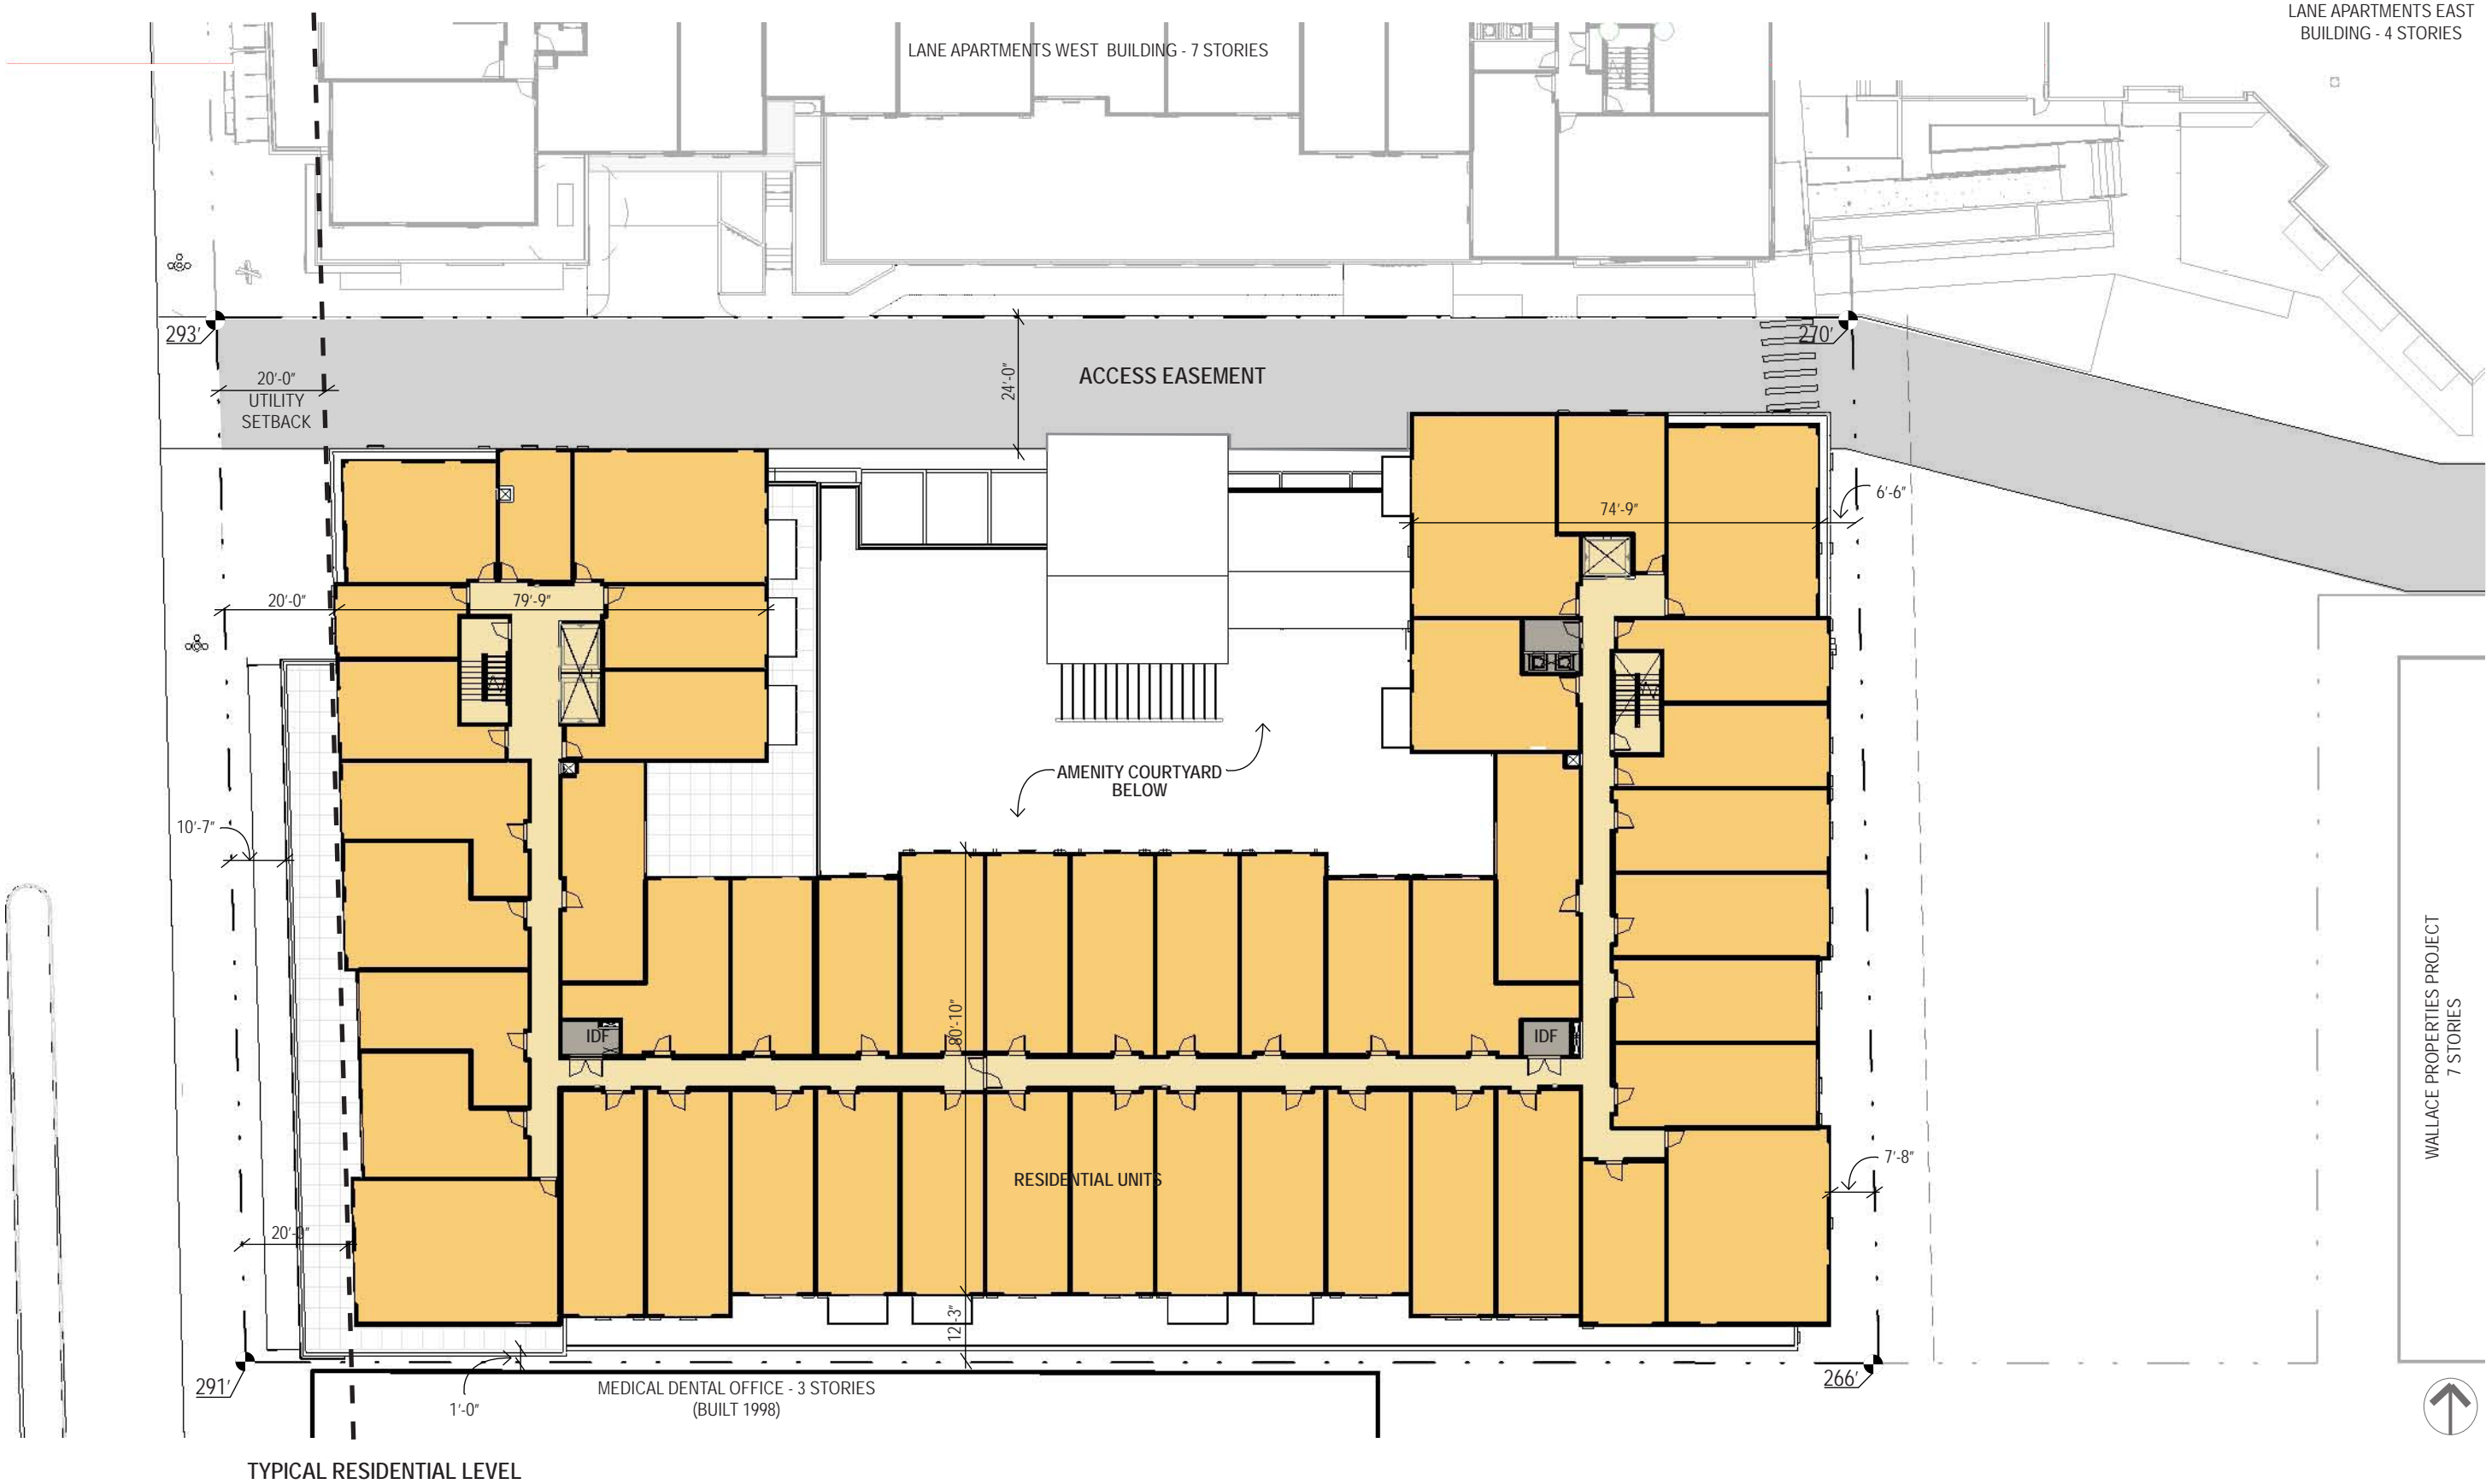 LANE APARTMENTS EAST
BUILDING - 4 STORIES
LANE APARTMENTS WEST BUILDING - 7 STORIES
293'
270'
20'-0"
UTILITY
SETBACK
24'-0"
ACCESS EASEMENT
74'-9"
6'-6"
20'-0"
79'-9"
AMENITY COURTYARD
BELOW
10'-7"
80'-10"
IDF
IDF
WALLACE PROPERTIES PROJECT
7 STORIES
RESIDENTIAL UNITS
7'-8"
20'-0"
12'-3"
291'
266'
1'-0"
MEDICAL DENTAL OFFICE - 3 STORIES
(BUILT 1998)
TYPICAL RESIDENTIAL LEVEL